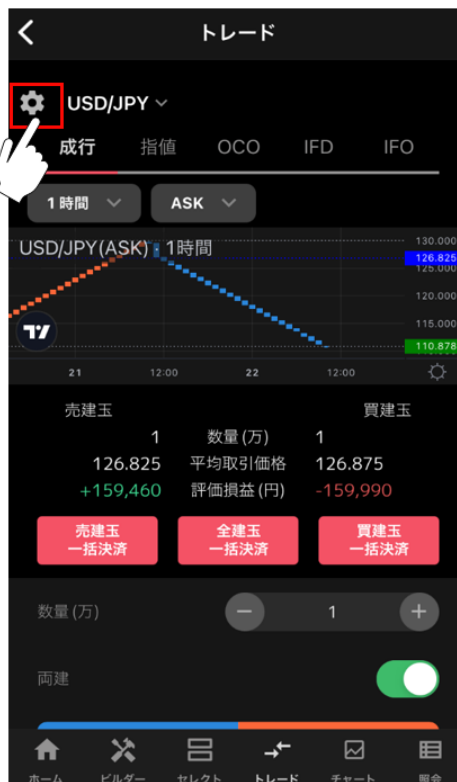 トレード
USD/JPY
成行 指値 OCO IFD IFO
1時間 ASK
USD/JPY(ASK)・1時間
130.000
126.825
125.000
120.000
115.000
110.878
21 12:00 22 12:00
売建玉 買建玉
1 数量(万) 1
126.825 平均取引価格 126.875
+159,460 評価損益(円) -159,990
売建玉 全建玉 買建玉
一括決済 一括決済 一括決済
数量(万) − 1 +
両建
ホーム ビルダー セレクト トレード チャート 照会